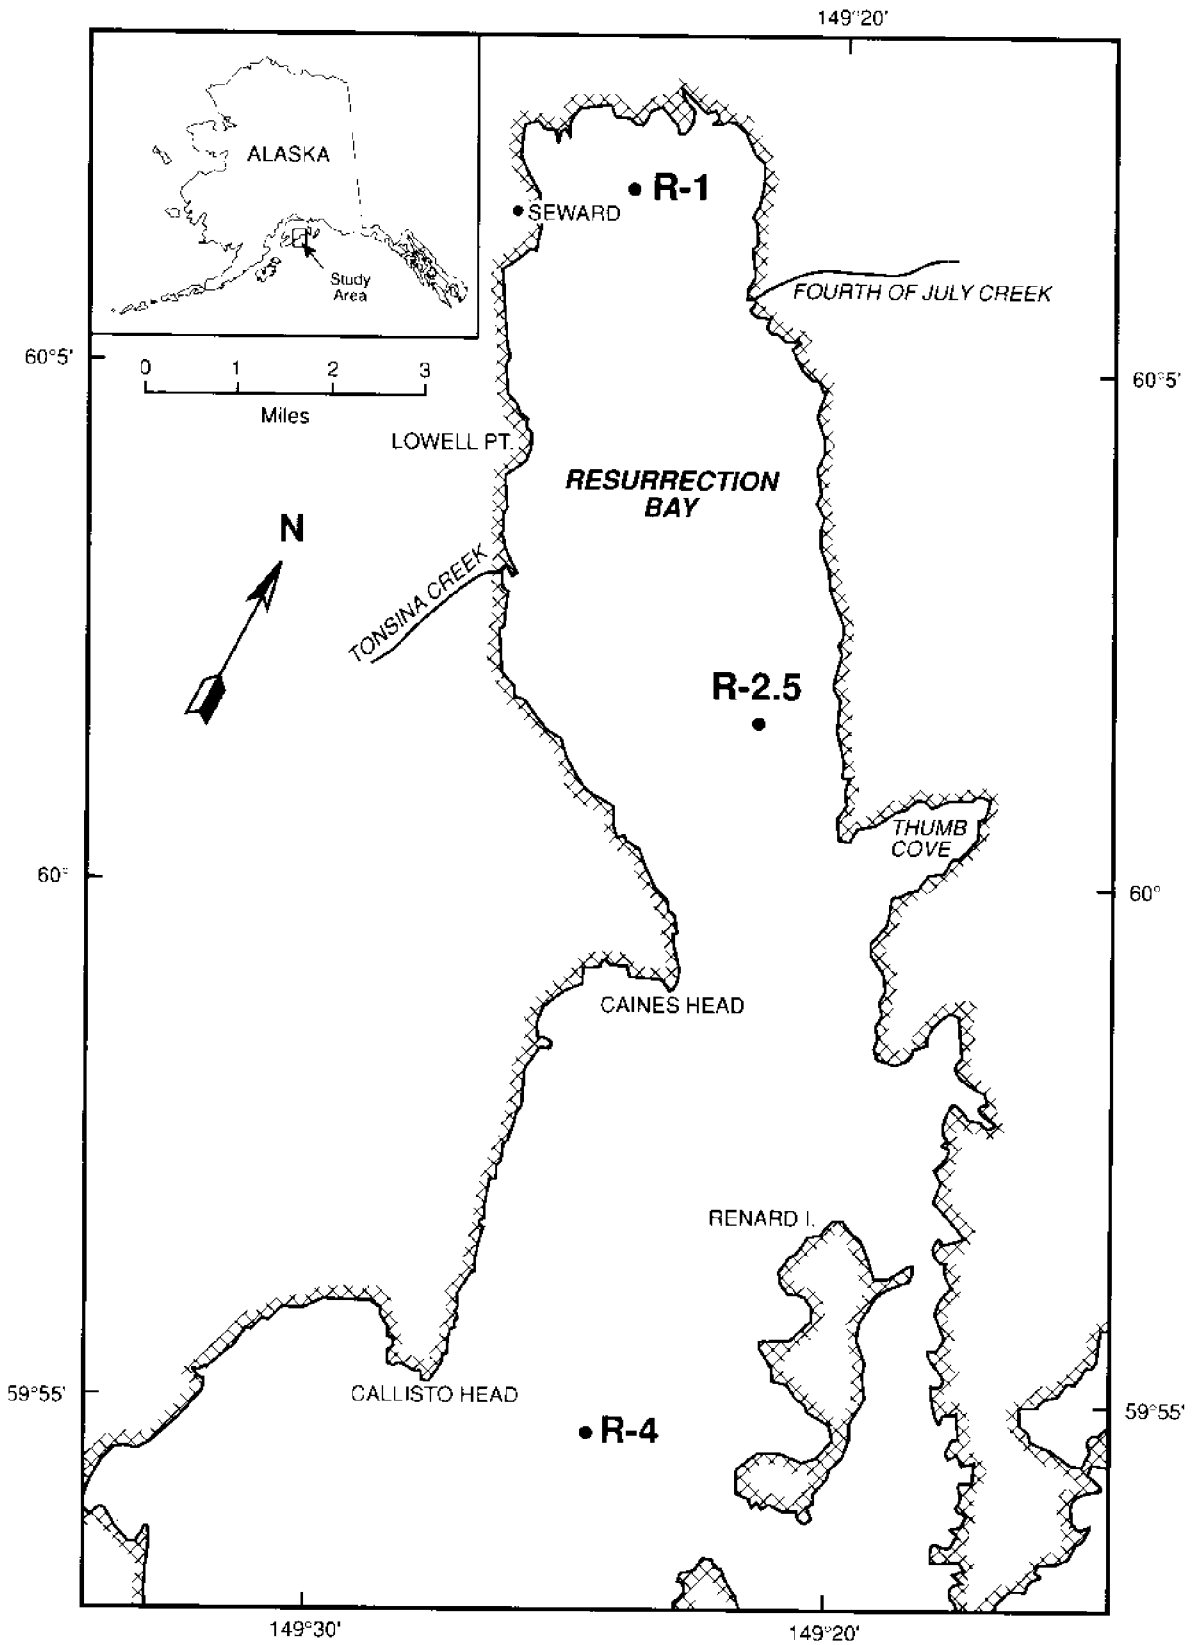 149°20'
ALASKA
R-1
SEWARD
Study
Area
FOURTH OF JULY CREEK
60°5'
0 1 2 3
60°5'
Miles
LOWELL PT.
RESURRECTION
BAY
N
TONSINA CREEK
R-2.5
THUMB
COVE
60°
60°
CAINES HEAD
RENARD I.
59°55'
CALLISTO HEAD
59°55'
R-4
149°30'
149°20'